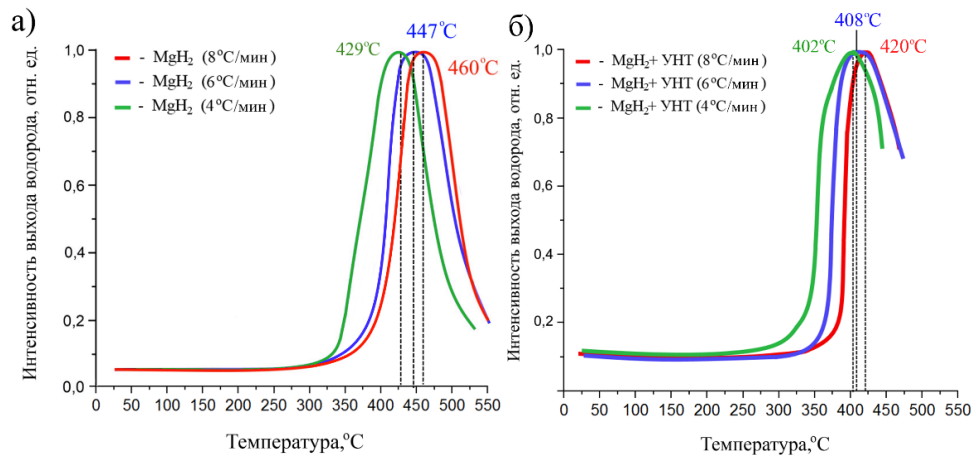 а)
429℃
447℃
460℃
- MgH2 (8°С/мин)
- MgH2 (6°С/мин)
- MgH2 (4°С/мин)
Интенсивность выхода водорода, отн. ед.
1,0
0,8
0,6
0,4
0,2
0,0
0 50 100 150 200 250 300 350 400 450 500 550
Температура,°С
б)
408℃
402℃
420℃
- MgH2+ УНТ (8°С/мин)
- MgH2+ УНТ (6°С/мин)
- MgH2+ УНТ (4°С/мин)
Интенсивность выхода водорода, отн. ед.
1,0
0,8
0,6
0,4
0,2
0 50 100 150 200 250 300 350 400 450 500 550
Температура,°С